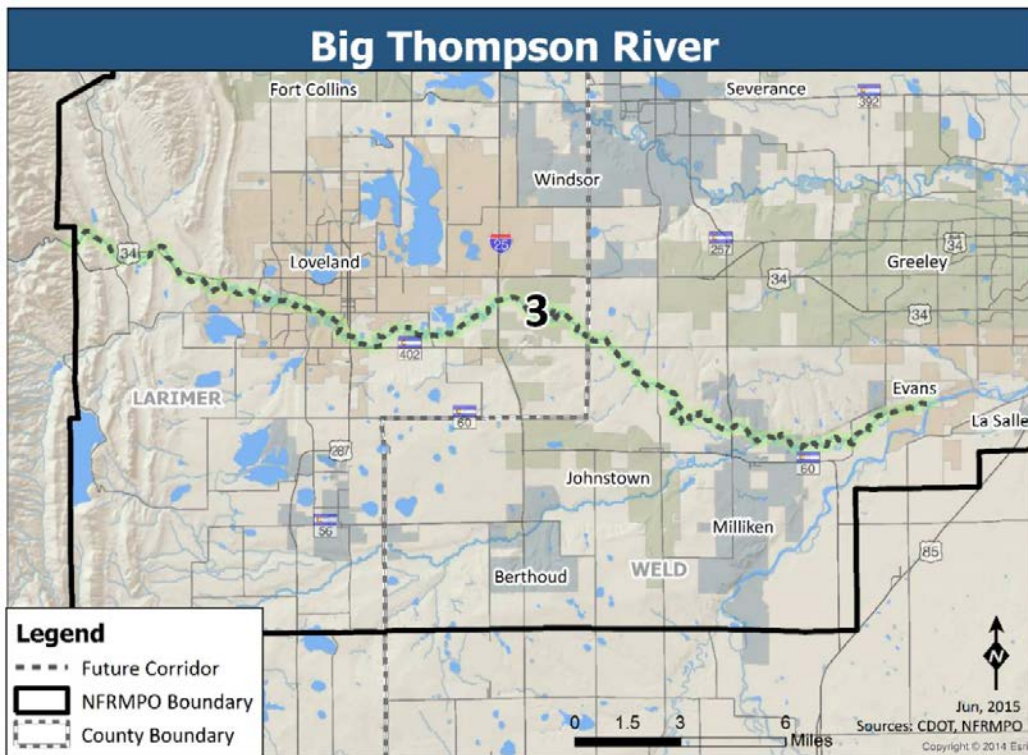 Big Thompson River
Fort Collins
Severance
392
Windsor
34
25
257
Loveland
34
Greeley
34
3
34
402
LARIMER
Evans
60
La Salle
287
Johnstown
60
56
Milliken
85
Berthoud
WELD
Legend
Future Corridor
NFRMPO Boundary
County Boundary
N
0 1.5 3 6
Miles
Jun, 2015
Sources: CDOT, NFRMPO
Copyright © 2014